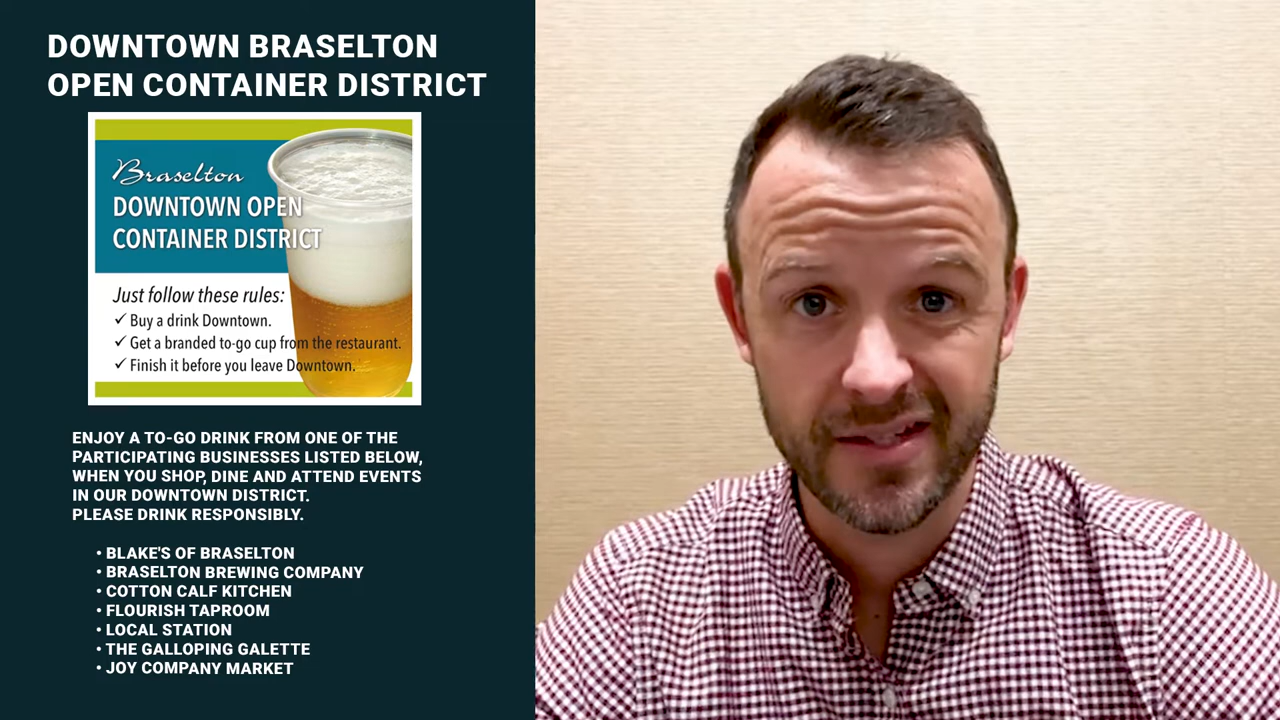 DOWNTOWN BRASELTON
OPEN CONTAINER DISTRICT
Braselton
DOWNTOWN OPEN
CONTAINER DISTRICT
Just follow these rules:
✓ Buy a drink Downtown.
✓ Get a branded to-go cup from the restaurant.
✓ Finish it before you leave Downtown.
ENJOY A TO-GO DRINK FROM ONE OF THE
PARTICIPATING BUSINESSES LISTED BELOW,
WHEN YOU SHOP, DINE AND ATTEND EVENTS
IN OUR DOWNTOWN DISTRICT.
PLEASE DRINK RESPONSIBLY.
• BLAKE'S OF BRASELTON
• BRASELTON BREWING COMPANY
• COTTON CALF KITCHEN
• FLOURISH TAPROOM
• LOCAL STATION
• THE GALLOPING GALETTE
• JOY COMPANY MARKET